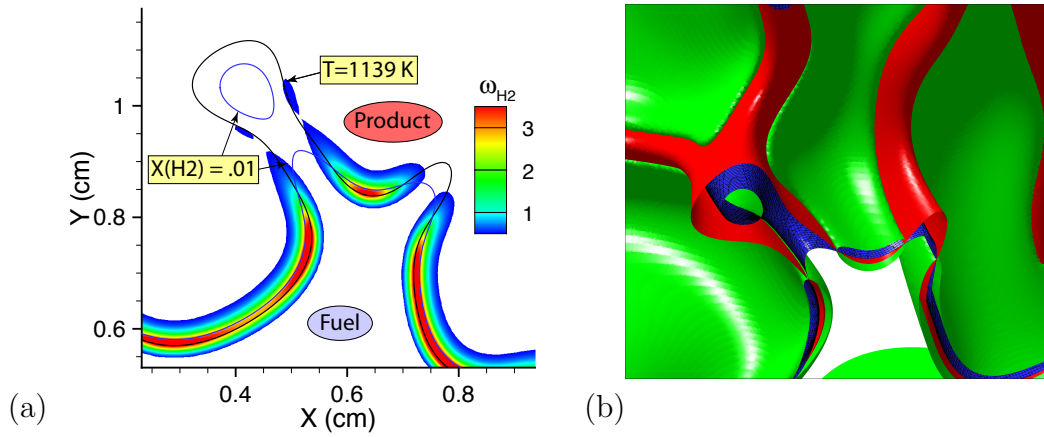 T=1139 K
ω_H2
1
Product
3
X(H2) = .01
2
Y (cm)
0.8
1
Fuel
0.6
0.4
0.6
0.8
X (cm)
(a)
(b)